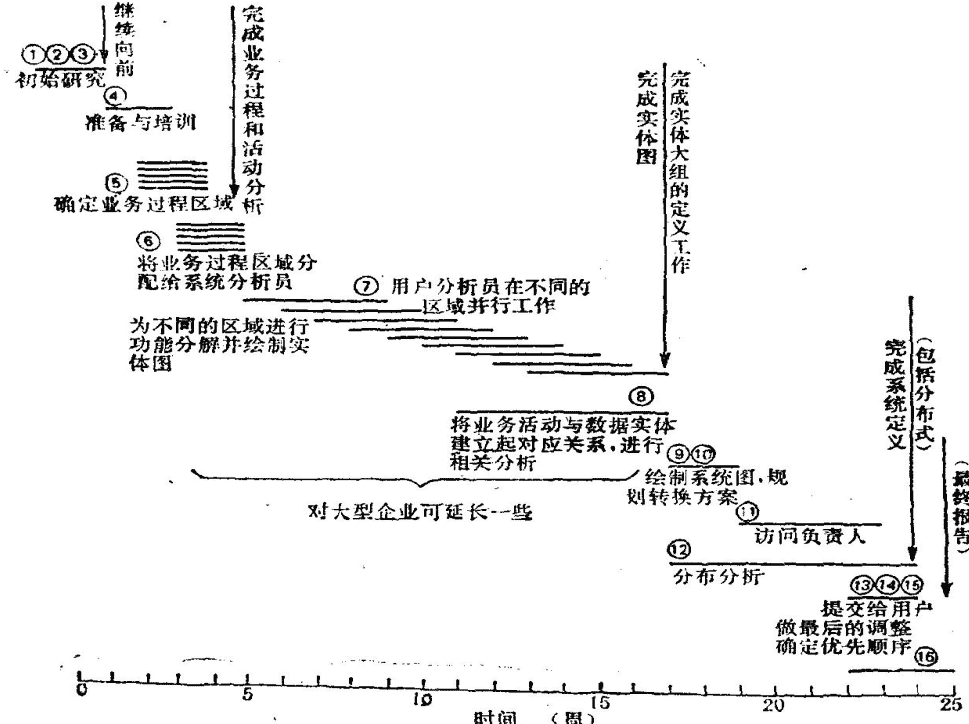 继续向前
完成业务过程和活动分析
①②③
初始研究
④
准备与培训
⑤
确定业务过程区域
⑥
将业务过程区域分
配给系统分析员
⑦ 用户分析员在不同的
区域并行工作
为不同的区域进行
功能分解并绘制实
体图
完成实体图
完成实体大组的定义工作
⑧
将业务活动与数据实体
建立起对应关系，进行
相关分析
⑨⑩
绘制系统图，规
划转换方案
对大型企业可延长一些
⑪
访问负责人
⑫
分布分析
完成系统定义
（包括分布式）
（最终报告）
⑬⑭⑮
提交给用户
做最后的调整
确定优先顺序
⑯
0 5 10 15 20 25
时间 （周）